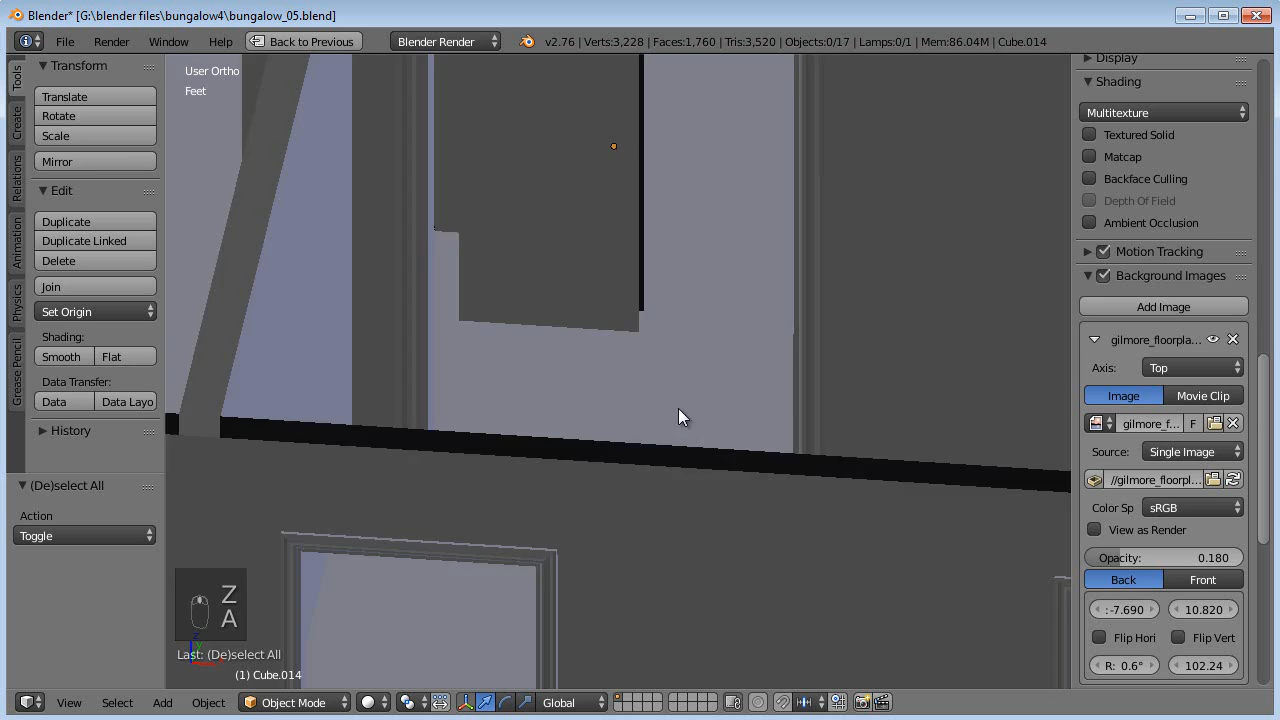 Blender* [G:\blender files\bungalow4\bungalow_05.blend]
File Render Window Help Back to Previous Blender Render v2.76 | Verts:3,228 | Faces:1,760 | Tris:3,520 | Objects:0/17 | Lamps:0/1 | Mem:86.04M | Cube.014
Tools
Create
Relations
Animation
Physics
Grease Pencil
Transform
Translate
Rotate
Scale
Mirror
Edit
Duplicate
Duplicate Linked
Delete
Join
Set Origin
Shading:
Smooth Flat
Data Transfer:
Data Data Layo
History
(De)select All
Action
Toggle
User Ortho
Feet
Z
A
Last: (De)select All
(1) Cube.014
Display
Shading
Multitexture
Textured Solid
Matcap
Backface Culling
Depth Of Field
Ambient Occlusion
Motion Tracking
Background Images
Add Image
gilmore_floorpla...
Axis: Top
Image Movie Clip
gilmore_f... F
Source: Single Image
//gilmore_floorpl...
Color Sp sRGB
View as Render
Opacity: 0.180
Back Front
:-7.690 10.820
Flip Hori Flip Vert
R: 0.6° 102.24
View Select Add Object Object Mode Global